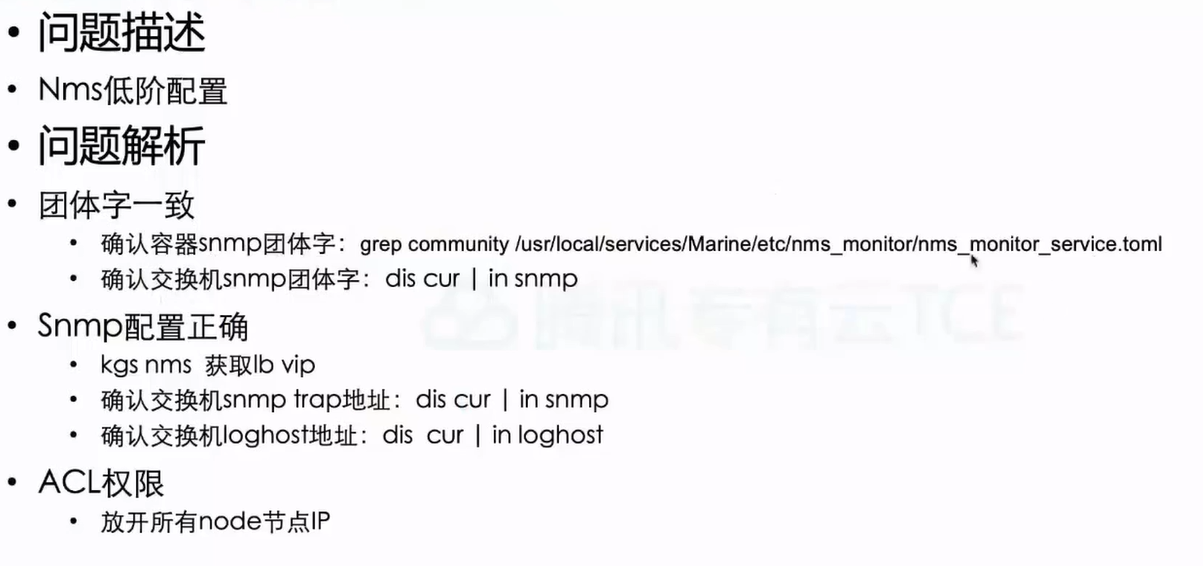 • 问题描述
• Nms低阶配置
• 问题解析
• 团体字一致
• 确认容器snmp团体字：grep community /usr/local/services/Marine/etc/nms_monitor/nms_monitor_service.toml
• 确认交换机snmp团体字：dis cur | in snmp
腾讯专有云TCE
• Snmp配置正确
• kgs nms 获取lb vip
• 确认交换机snmp trap地址：dis cur | in snmp
• 确认交换机loghost地址：dis cur | in loghost
• ACL权限
• 放开所有node节点IP